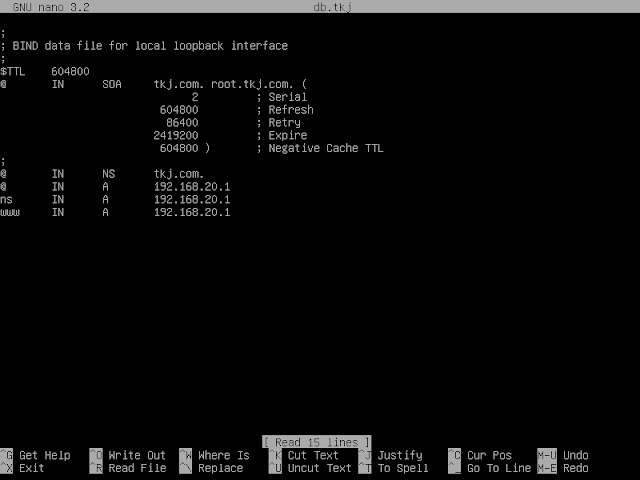 GNU nano 3.2 db.tkj
;
; BIND data file for local loopback interface
;
$TTL 604800
@ IN SOA tkj.com. root.tkj.com. (
2 ; Serial
604800 ; Refresh
86400 ; Retry
2419200 ; Expire
604800 ) ; Negative Cache TTL
;
@ IN NS tkj.com.
@ IN A 192.168.20.1
ns IN A 192.168.20.1
www IN A 192.168.20.1
[ Read 15 lines ]
^G Get Help ^O Write Out ^W Where Is ^K Cut Text ^J Justify ^C Cur Pos M-U Undo
^X Exit ^R Read File ^\ Replace ^U Uncut Text ^T To Spell ^_ Go To Line M-E Redo